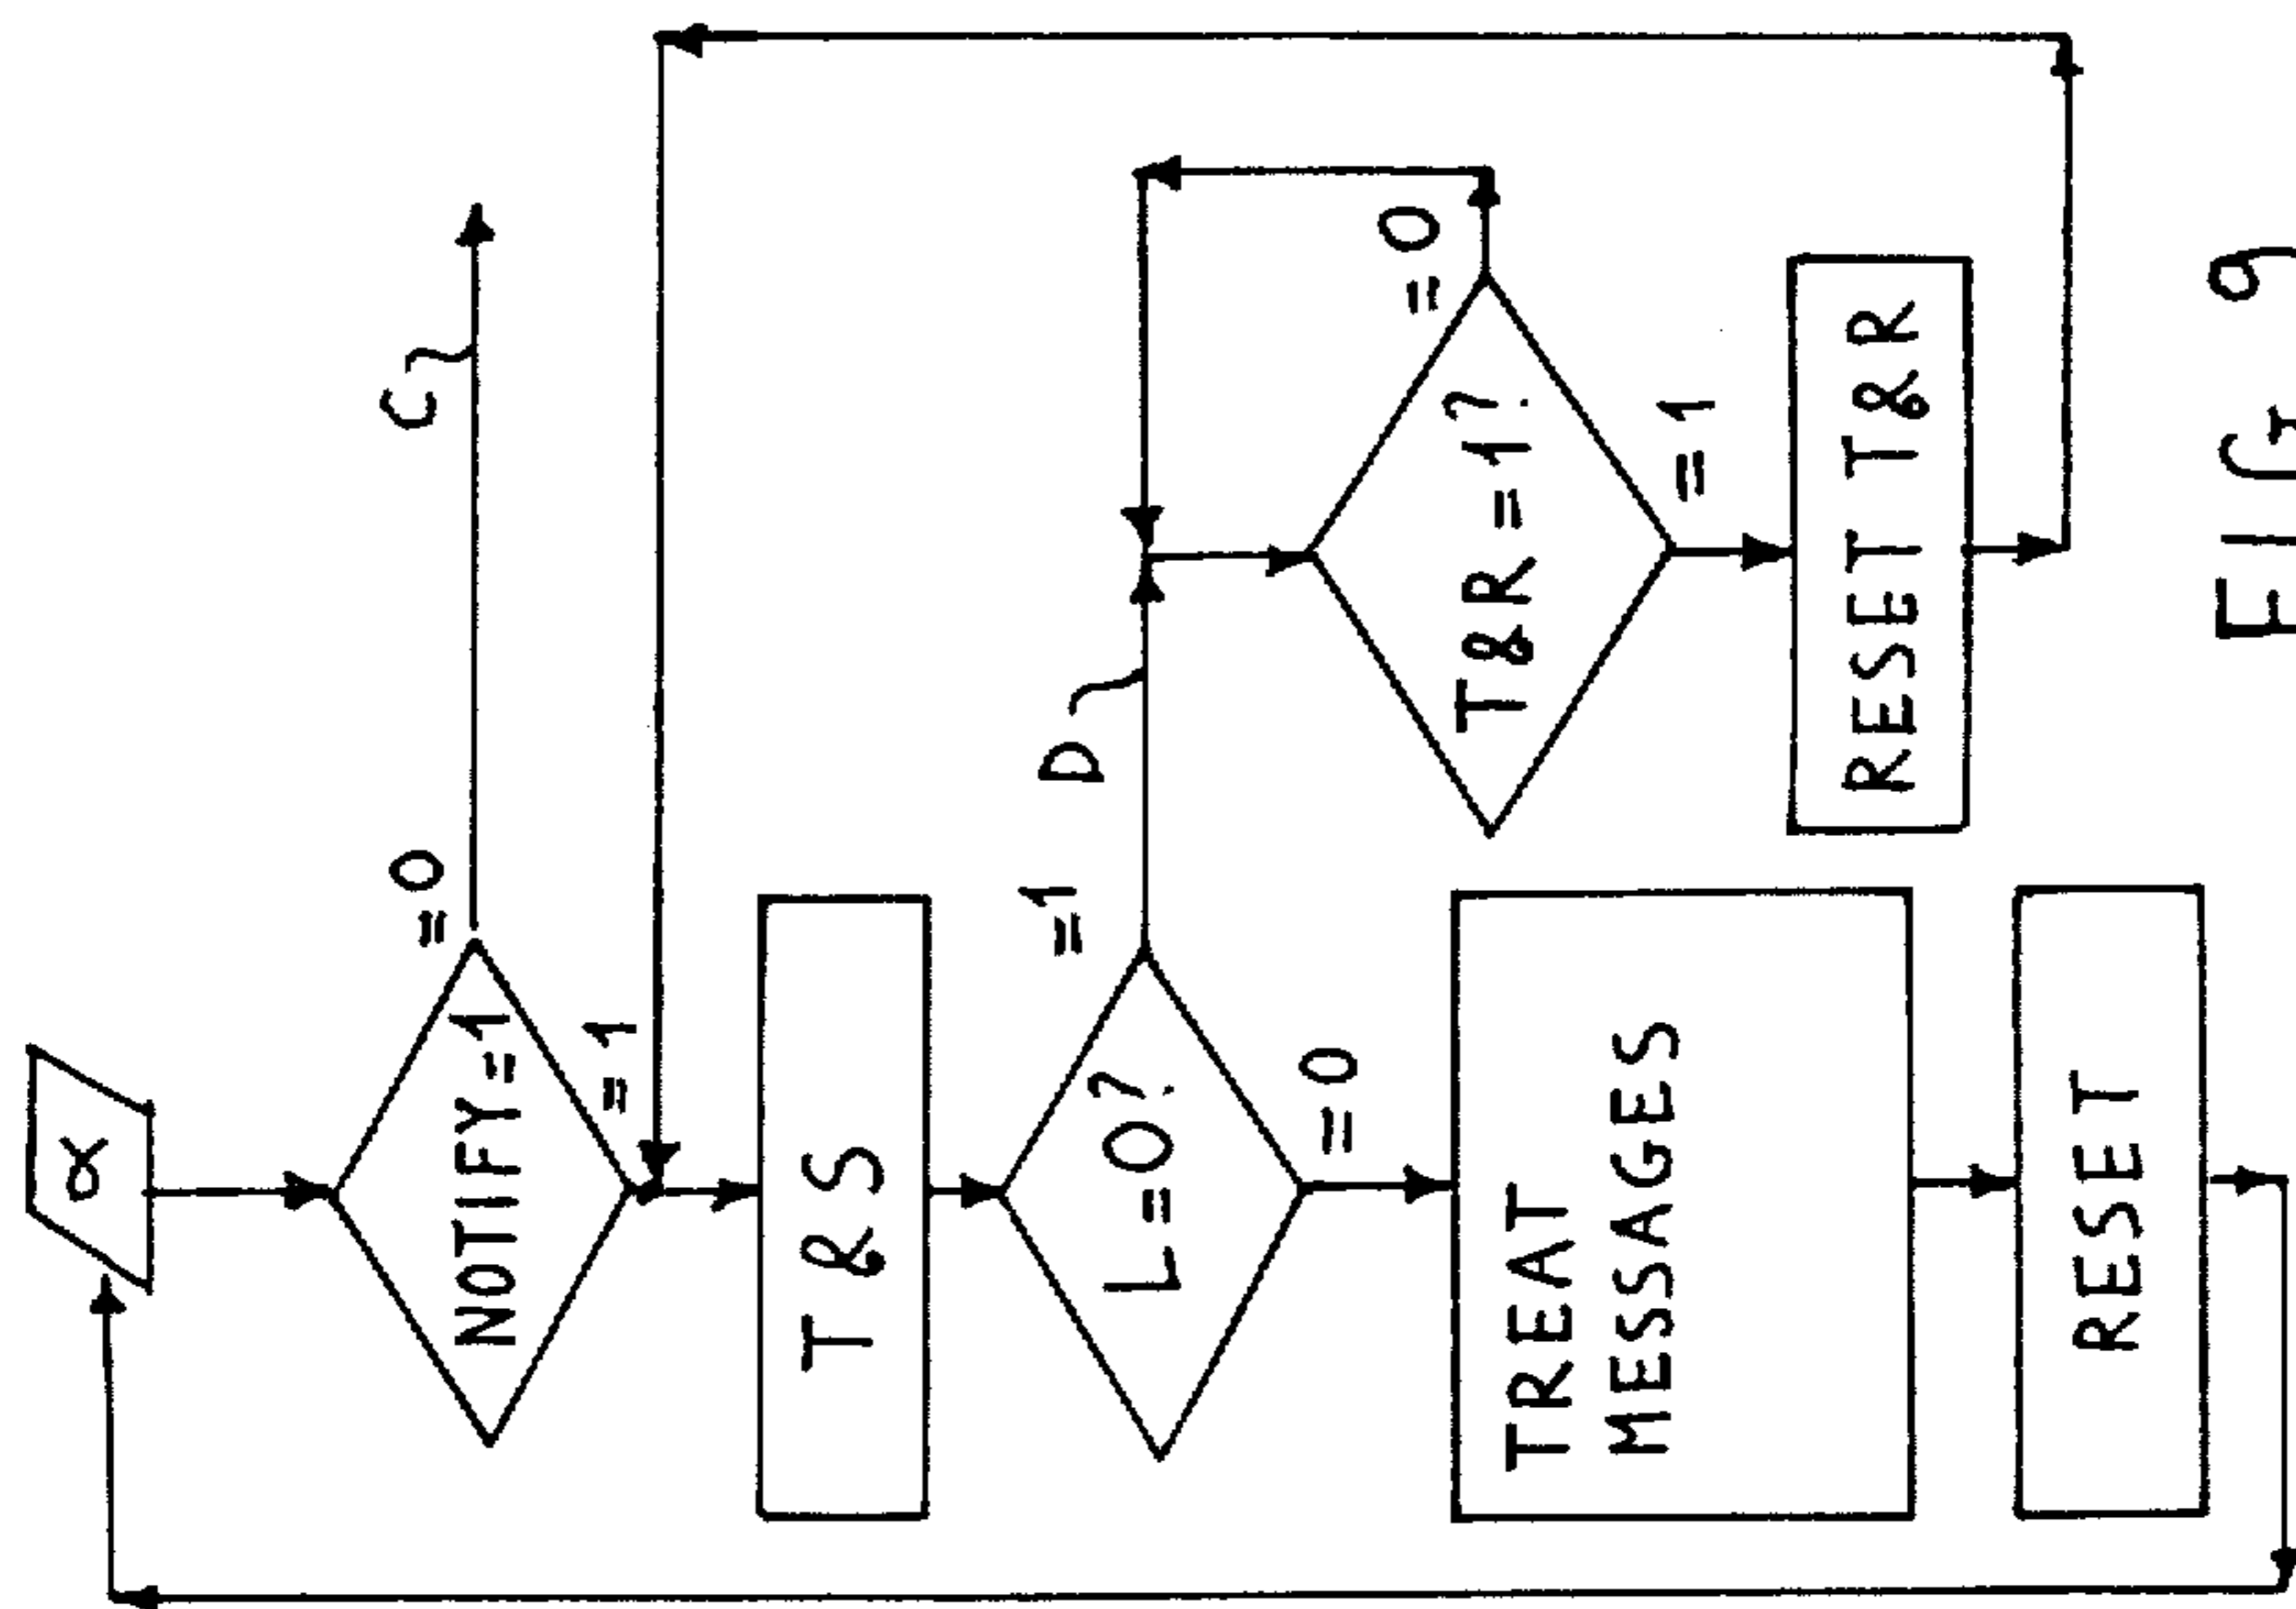 α
NOTIFY=1
=0
C
=1
T&S
L=0?
=1
D
=0
T&R=1?
=0
=1
TREAT
MESSAGES
RESET T&R
RESET
FIG 9